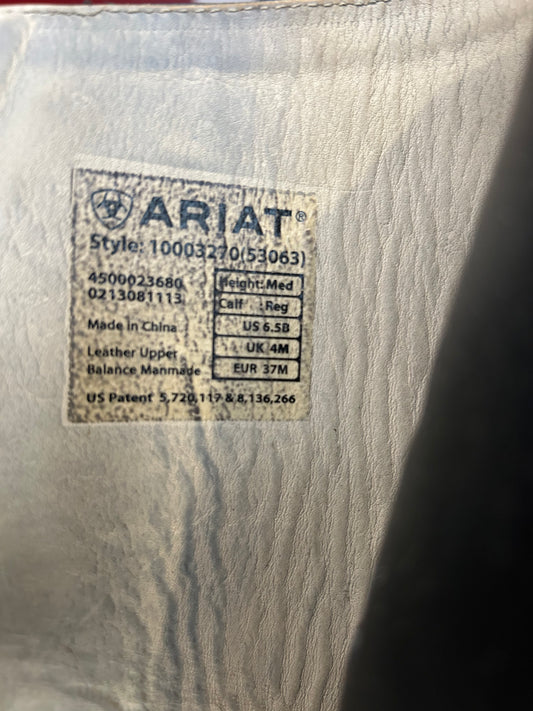 ARIAT®
Style: 10003270(53063)
4500023680
0213081113
Height: Med
Calf : Reg
Made in China
US 6.5B
UK 4M
Leather Upper
Balance Manmade
EUR 37M
US Patent 5,720,117 & 8,136,266